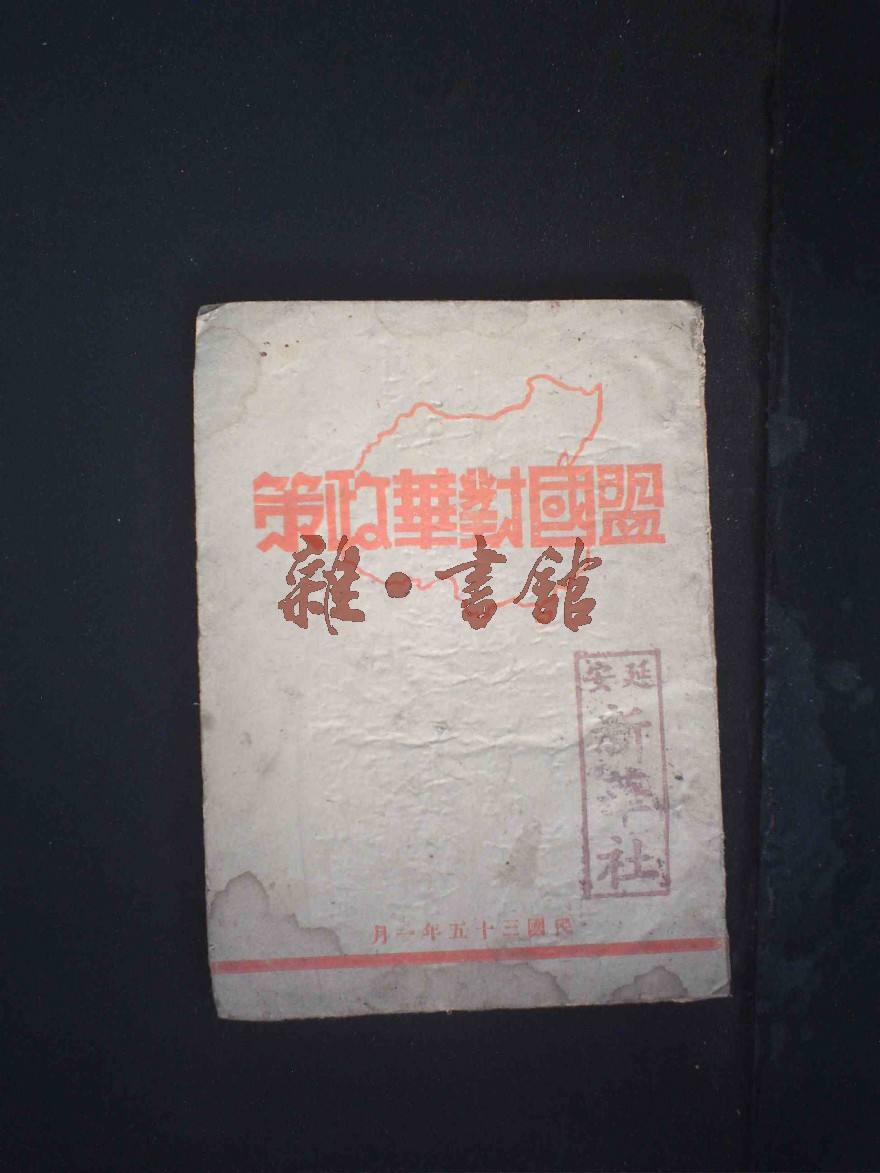 盟國對華政策
雜·書館
延安
新華社
民國三十五年一月